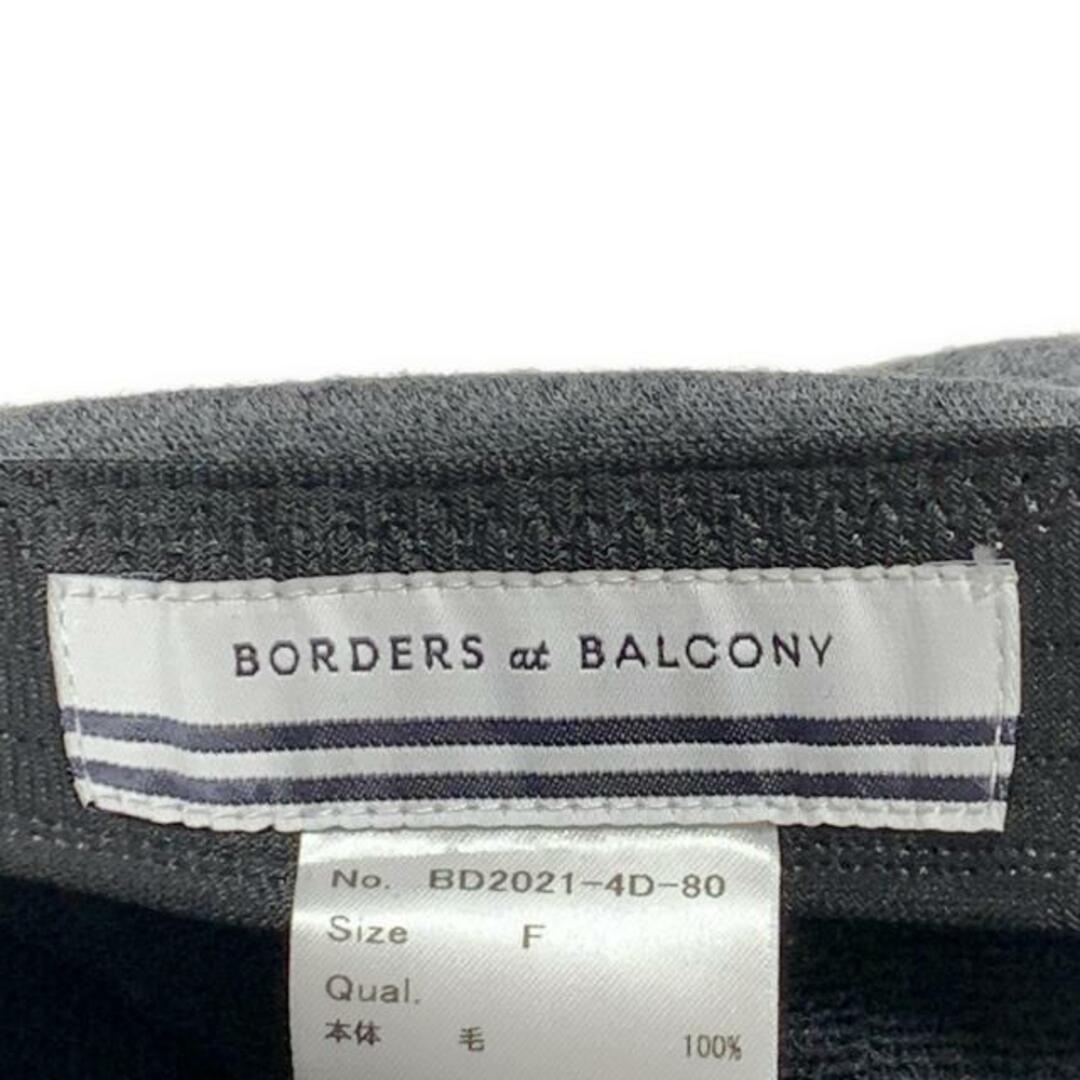 BORDERS at BALCONY
No. BD2021-4D-80
Size F
Qual.
本体 毛 100%